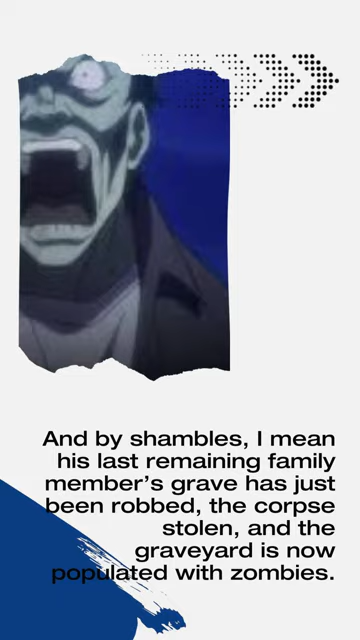 And by shambles, I mean
his last remaining family
member’s grave has just
been robbed, the corpse
stolen, and the
graveyard is now
populated with zombies.